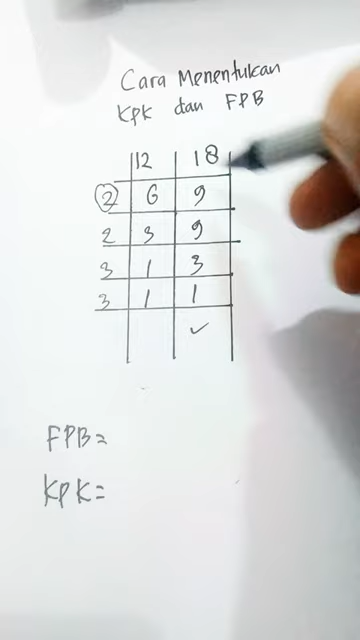 Cara Menentukan
KPK dan FPB
12 18
2 6 9
2 3 9
3 1 3
3 1 1
FPB=
KPK=